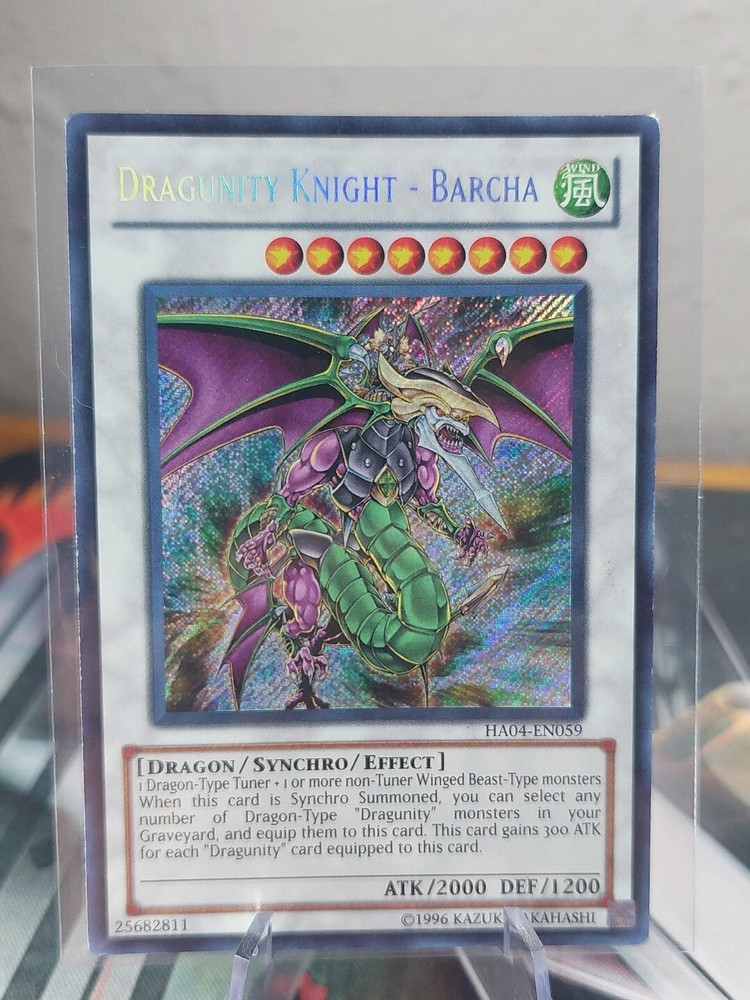 DRAGUNITY KNIGHT - BARCHA
WIND
風
HA04-EN059
[DRAGON/SYNCHRO/EFFECT]
1 Dragon-Type Tuner + 1 or more non-Tuner Winged Beast-Type monsters
When this card is Synchro Summoned, you can select any
number of Dragon-Type "Dragunity" monsters in your
Graveyard, and equip them to this card. This card gains 300 ATK
for each "Dragunity" card equipped to this card.
ATK/2000 DEF/1200
25682811
©1996 KAZUK AKAHASHI